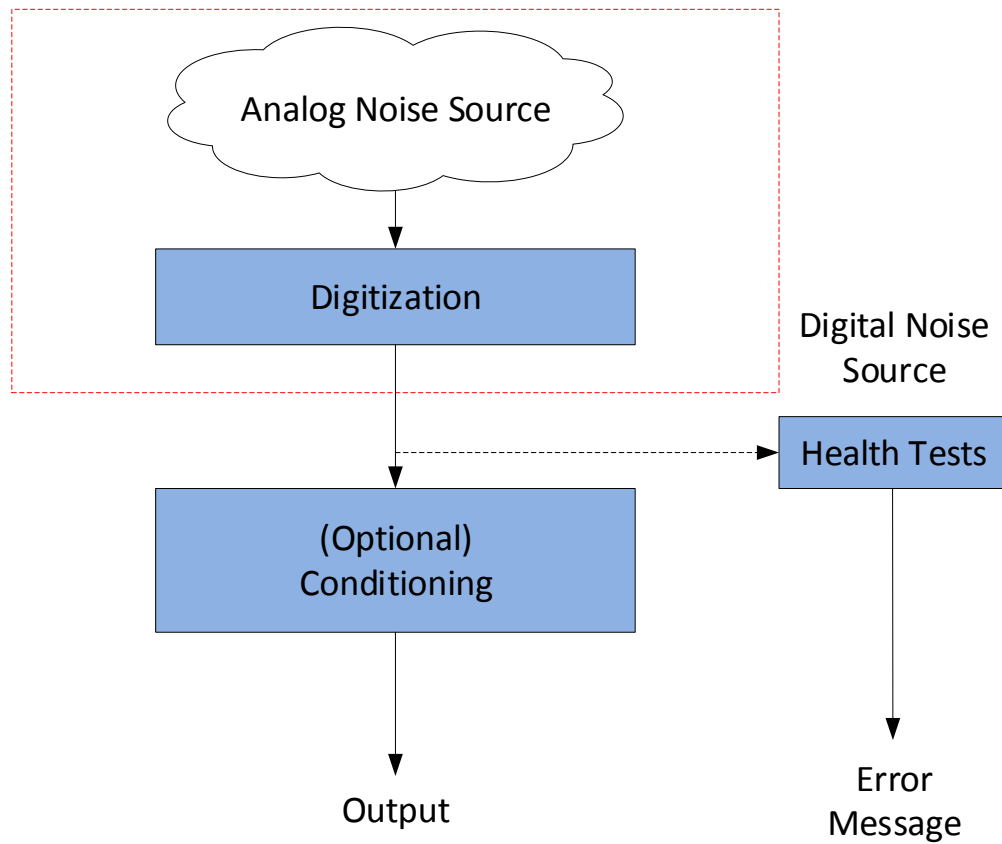 Analog Noise Source
Digitization
Digital Noise
Source
Health Tests
(Optional)
Conditioning
Output
Error
Message